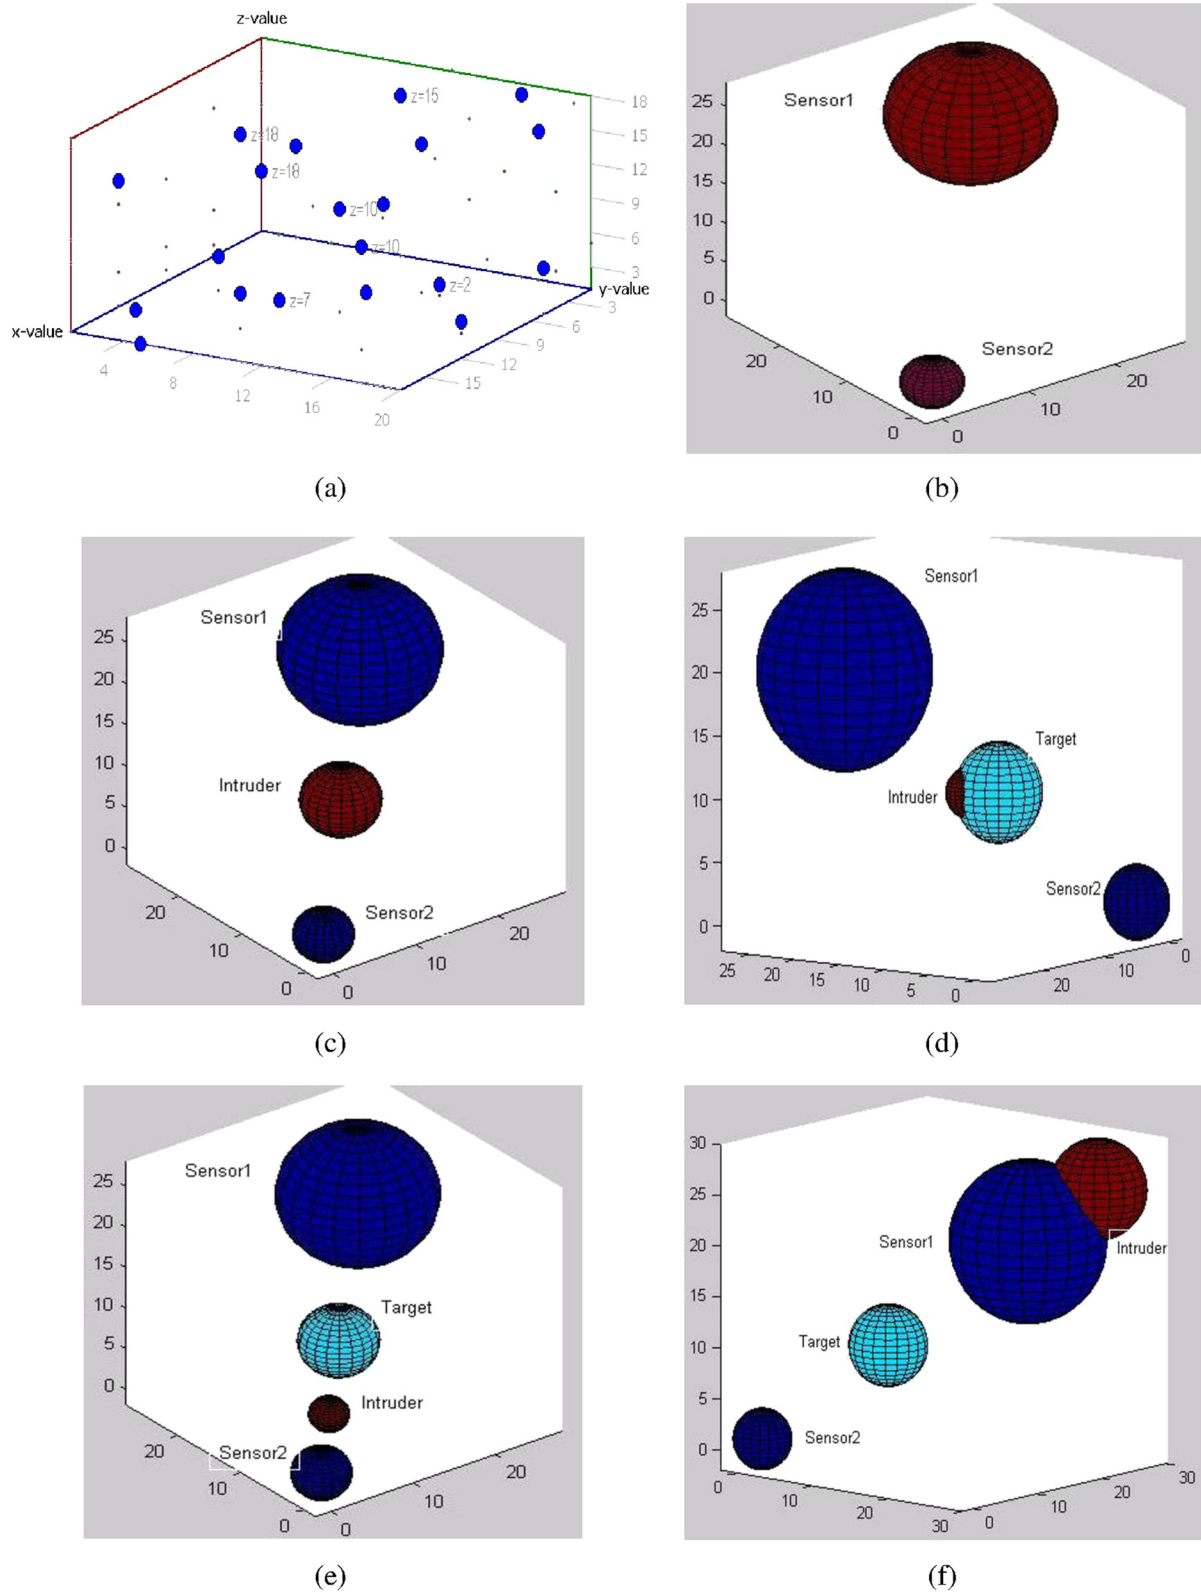 z-value
z=15
18
z=18
15
z=18
12
z=10
9
z=10
6
z=2
3
z=7
y-value
3
x-value
6
9
4
12
8
15
12
16
20
(a)
Sensor1
25
20
15
10
5
0
Sensor2
20
10
0
0
10
20
(b)
Sensor1
25
20
15
10
5
0
Intruder
Sensor2
20
10
0
0
10
20
(c)
Sensor1
25
20
15
10
5
0
Target
Intruder
Sensor2
25
20
15
10
5
0
20
10
0
(d)
Sensor1
25
20
15
10
5
0
Target
Intruder
Sensor2
20
10
0
0
10
20
(e)
30
25
20
15
10
5
0
Sensor1
Intruder
Target
Sensor2
0
10
20
30
0
10
20
30
(f)